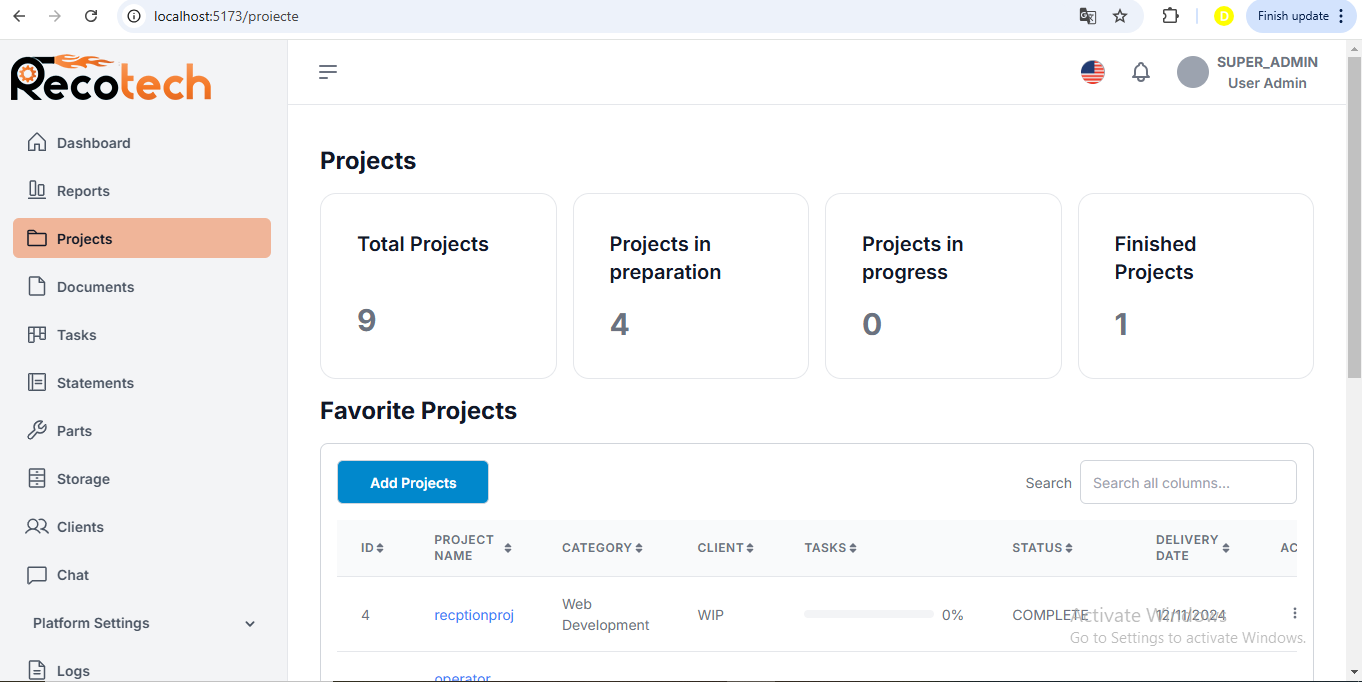 localhost:5173/proiecte
D
Finish update
Recotech
SUPER_ADMIN
User Admin
Dashboard
Reports
Projects
Documents
Tasks
Statements
Parts
Storage
Clients
Chat
Platform Settings
Logs
Projects
Total Projects
9
Projects in
preparation
4
Projects in
progress
0
Finished
Projects
1
Favorite Projects
Add Projects
Search
Search all columns...
ID
PROJECT
NAME
CATEGORY
CLIENT
TASKS
STATUS
DELIVERY
DATE
AC
4
recptionproj
Web
Development
WIP
0%
COMPLETE
12/11/2024
operator
Activate Windows
Go to Settings to activate Windows.